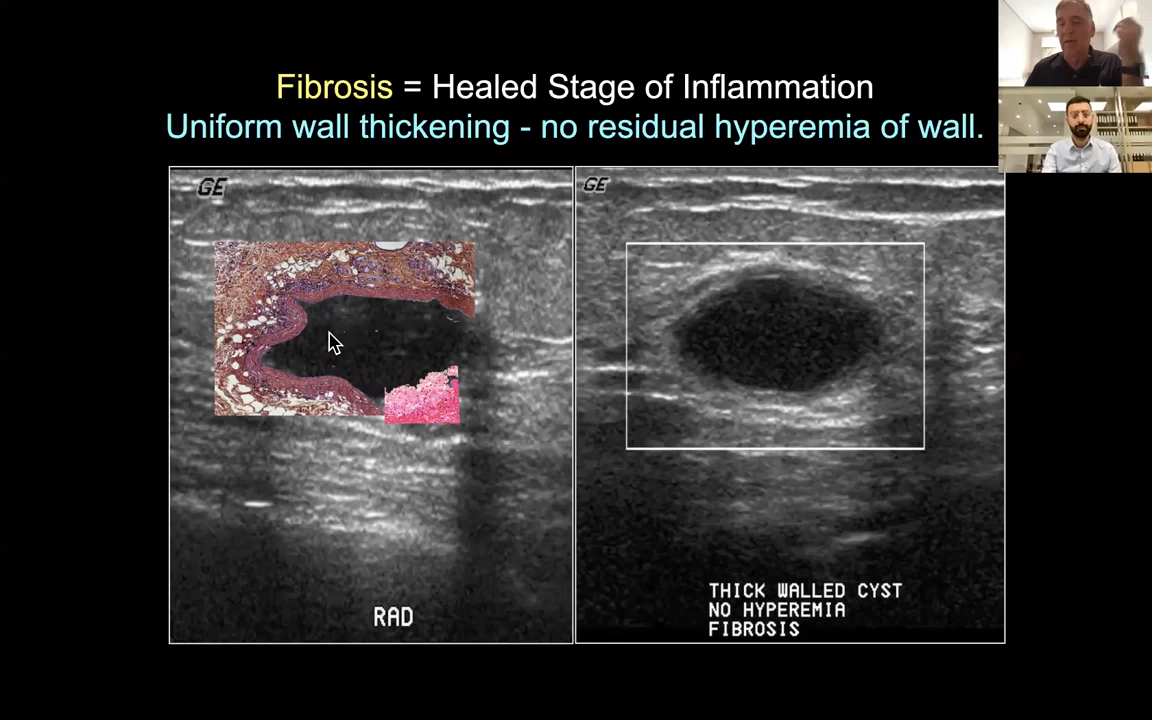 Fibrosis = Healed Stage of Inflammation
Uniform wall thickening - no residual hyperemia of wall.
GE
GE
RAD
THICK WALLED CYST
NO HYPEREMIA
FIBROSIS